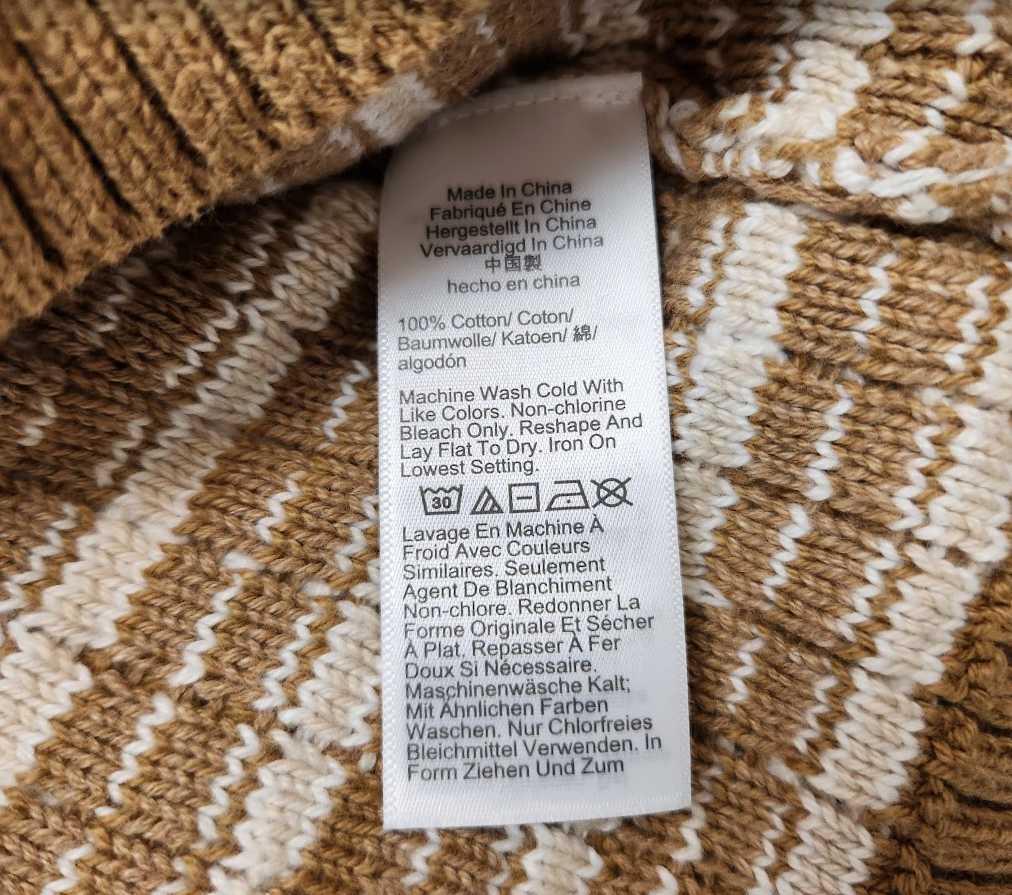 Made In China
Fabriqué En Chine
Hergestellt In China
Vervaardigd In China
中国製
hecho en china
100% Cotton/ Coton/
Baumwolle/ Katoen/ 綿/
algodón
Machine Wash Cold With
Like Colors. Non-chlorine
Bleach Only. Reshape And
Lay Flat To Dry. Iron On
Lowest Setting.
30
Lavage En Machine À
Froid Avec Couleurs
Similaires. Seulement
Agent De Blanchiment
Non-chlore. Redonner La
Forme Originale Et Sécher
À Plat. Repasser À Fer
Doux Si Nécessaire.
Maschinenwäsche Kalt;
Mit Ähnlichen Farben
Waschen. Nur Chlorfreies
Bleichmittel Verwenden. In
Form Ziehen Und Zum